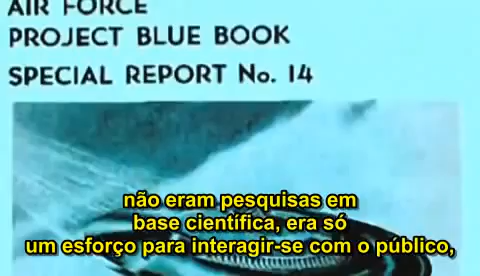 AIR FORCE
PROJECT BLUE BOOK
SPECIAL REPORT No. 14
não eram pesquisas em
base científica, era só
um esforço para interagir-se com o público,